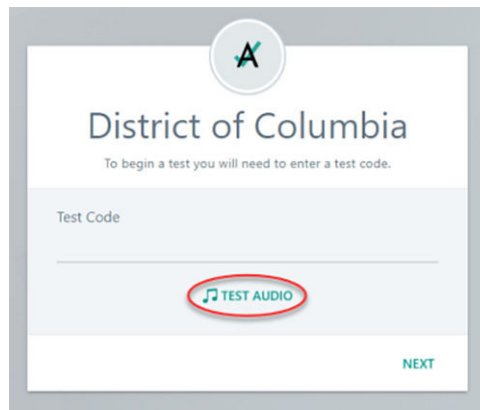 District of Columbia
To begin a test you will need to enter a test code.
Test Code
TEST AUDIO
NEXT